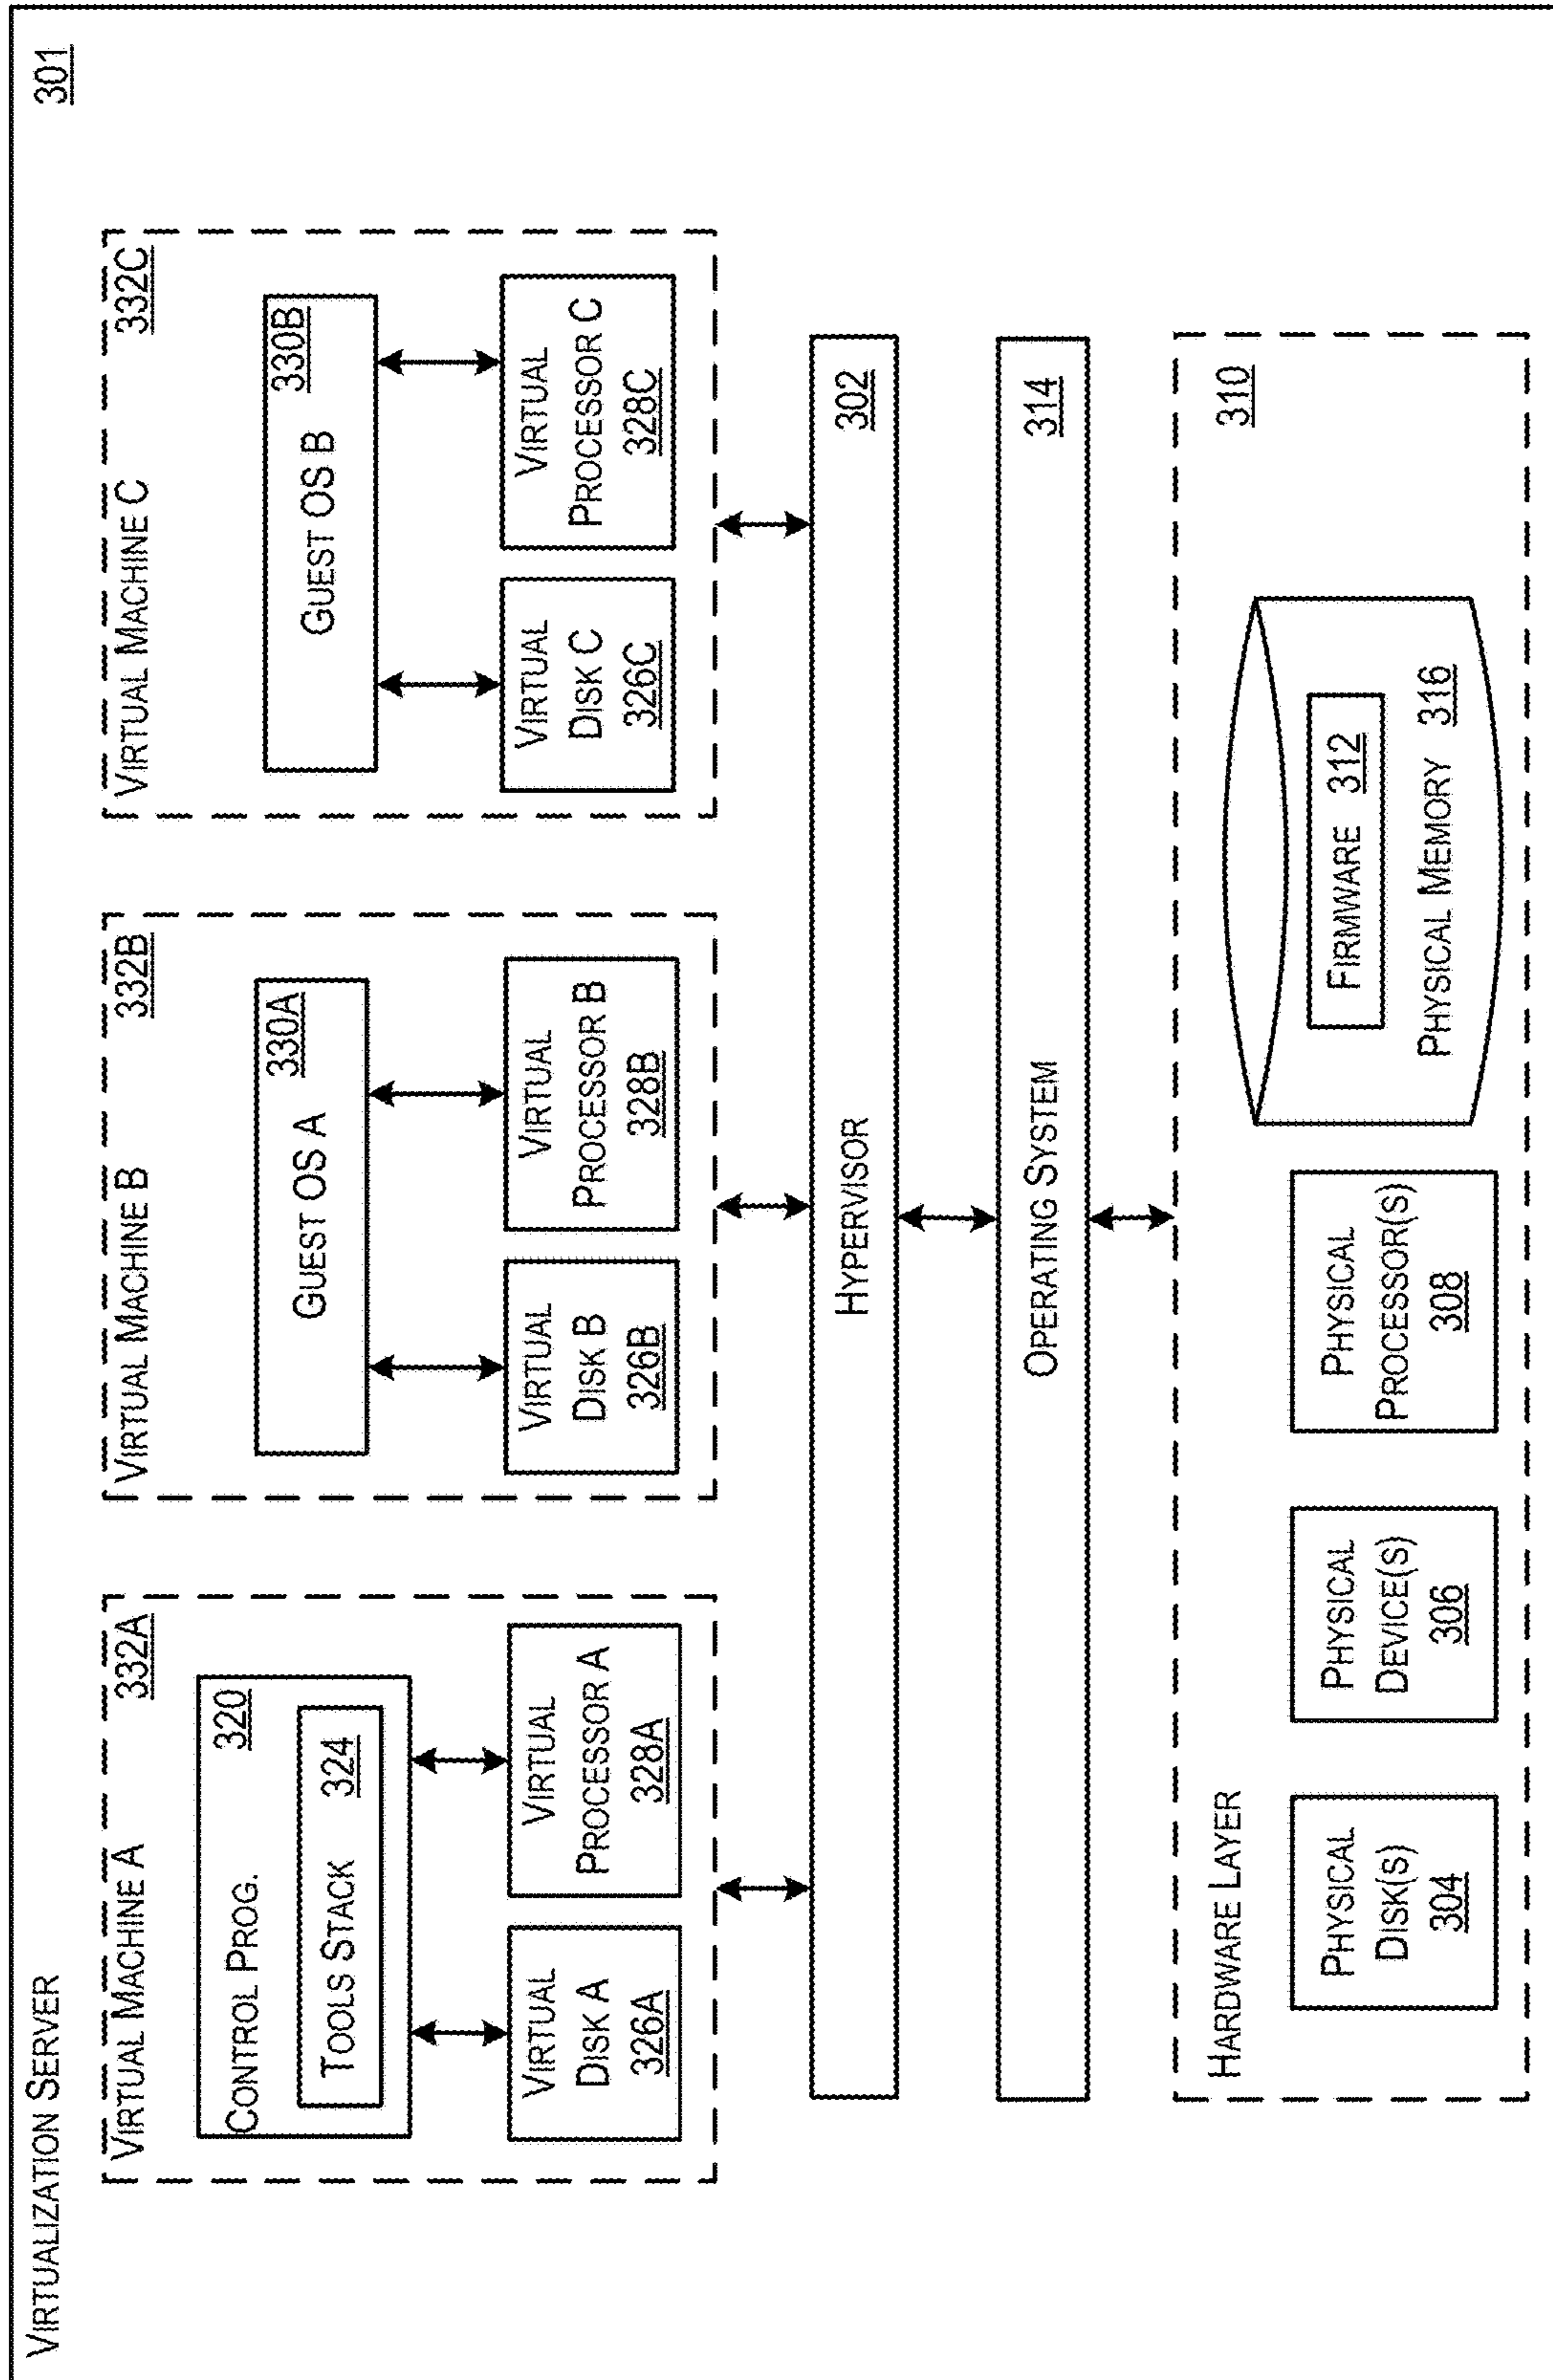 VIRTUALIZATION SERVER
301
VIRTUAL MACHINE A 332A
CONTROL PROG. 320
TOOLS STACK 324
VIRTUAL
DISK A
326A
VIRTUAL
PROCESSOR A
328A
VIRTUAL MACHINE B 332B
330A
GUEST OS A
VIRTUAL
DISK B
326B
VIRTUAL
PROCESSOR B
328B
VIRTUAL MACHINE C 332C
330B
GUEST OS B
VIRTUAL
DISK C
326C
VIRTUAL
PROCESSOR C
328C
HYPERVISOR 302
OPERATING SYSTEM 314
HARDWARE LAYER 310
PHYSICAL
DISK(S)
304
PHYSICAL
DEVICE(S)
306
PHYSICAL
PROCESSOR(S)
308
FIRMWARE 312
PHYSICAL MEMORY 316